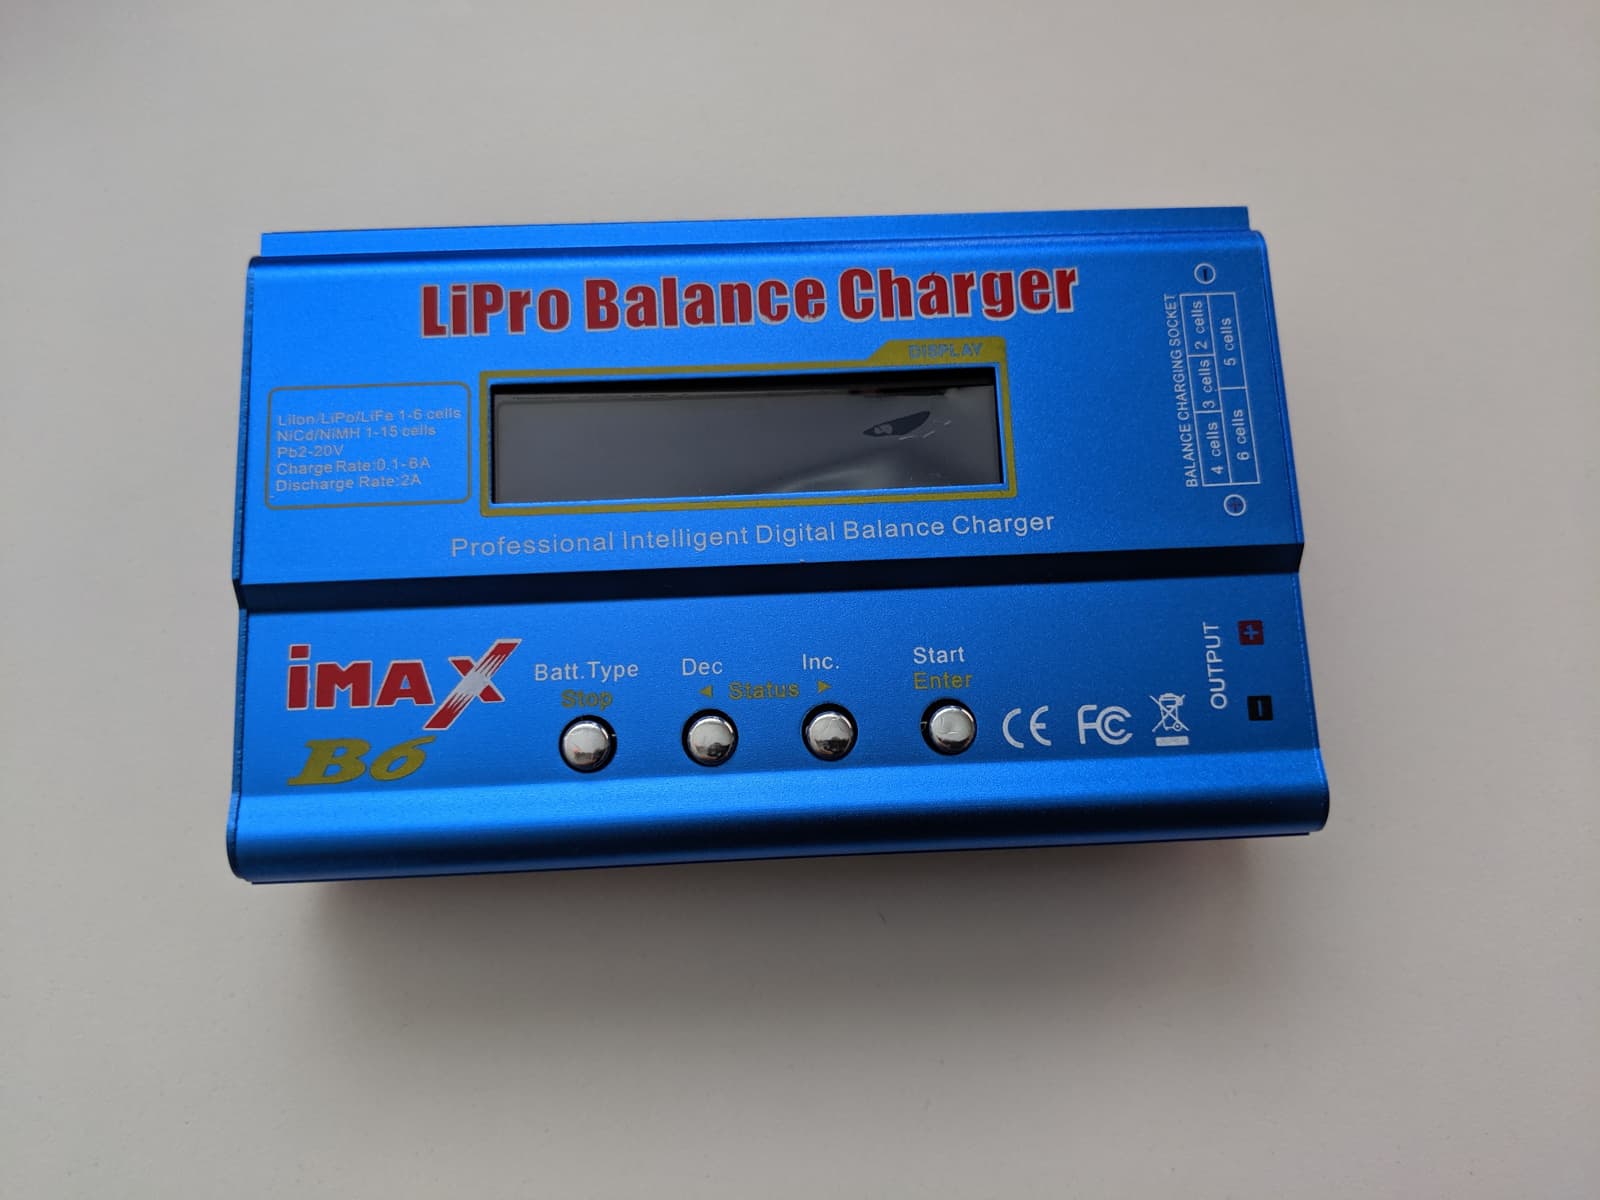 LiPro Balance Charger
DISPLAY
LiIon/LiPo/LiFe 1-6 cells
NiCd/NiMH 1-15 cells
Pb2-20V
Charge Rate:0.1-6A
Discharge Rate:2A
Professional Intelligent Digital Balance Charger
BALANCE CHARGING SOCKET
4 cells 3 cells 2 cells
6 cells 5 cells
iMAX
B6
Batt.Type
Stop
Dec
Inc.
◄ Status ►
Start
Enter
CE FC
OUTPUT
+
-